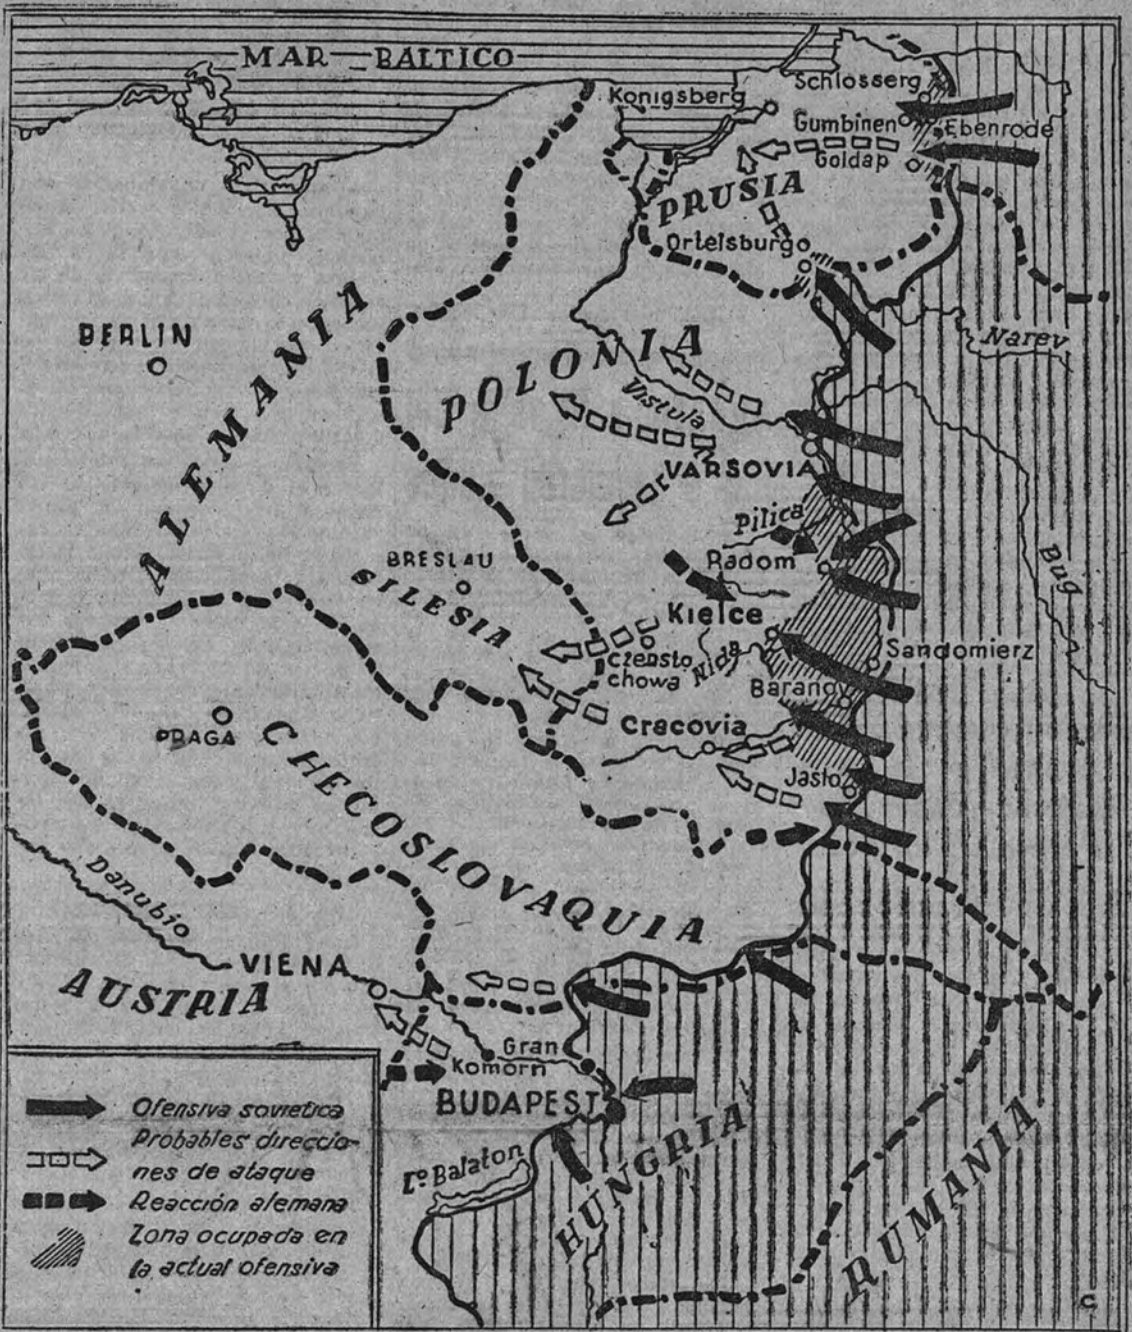 MAR BALTICO
Schlosserg
Konigsberg
Gumbinen
Ebenrode
Goldap
PRUSIA
Ortelsburgo
BERLIN
ALEMANIA
POLONIA
Narev
Vistula
VARSOVIA
Pilica
Radom
BRESLAU
SILESIA
Bug
Kielce
Sandomierz
Czensto
chowa
Nida
Baranov
PRAGA
CHECOSLOVAQUIA
Cracovia
Jasto
Danubio
VIENA
AUSTRIA
Gran
Komorn
BUDAPEST
Lº Balaton
HUNGRIA
RUMANIA
Ofensiva sovietica
Probables direccio-
nes de ataque
Reacción alemana
Zona ocupada en
la actual ofensiva
C